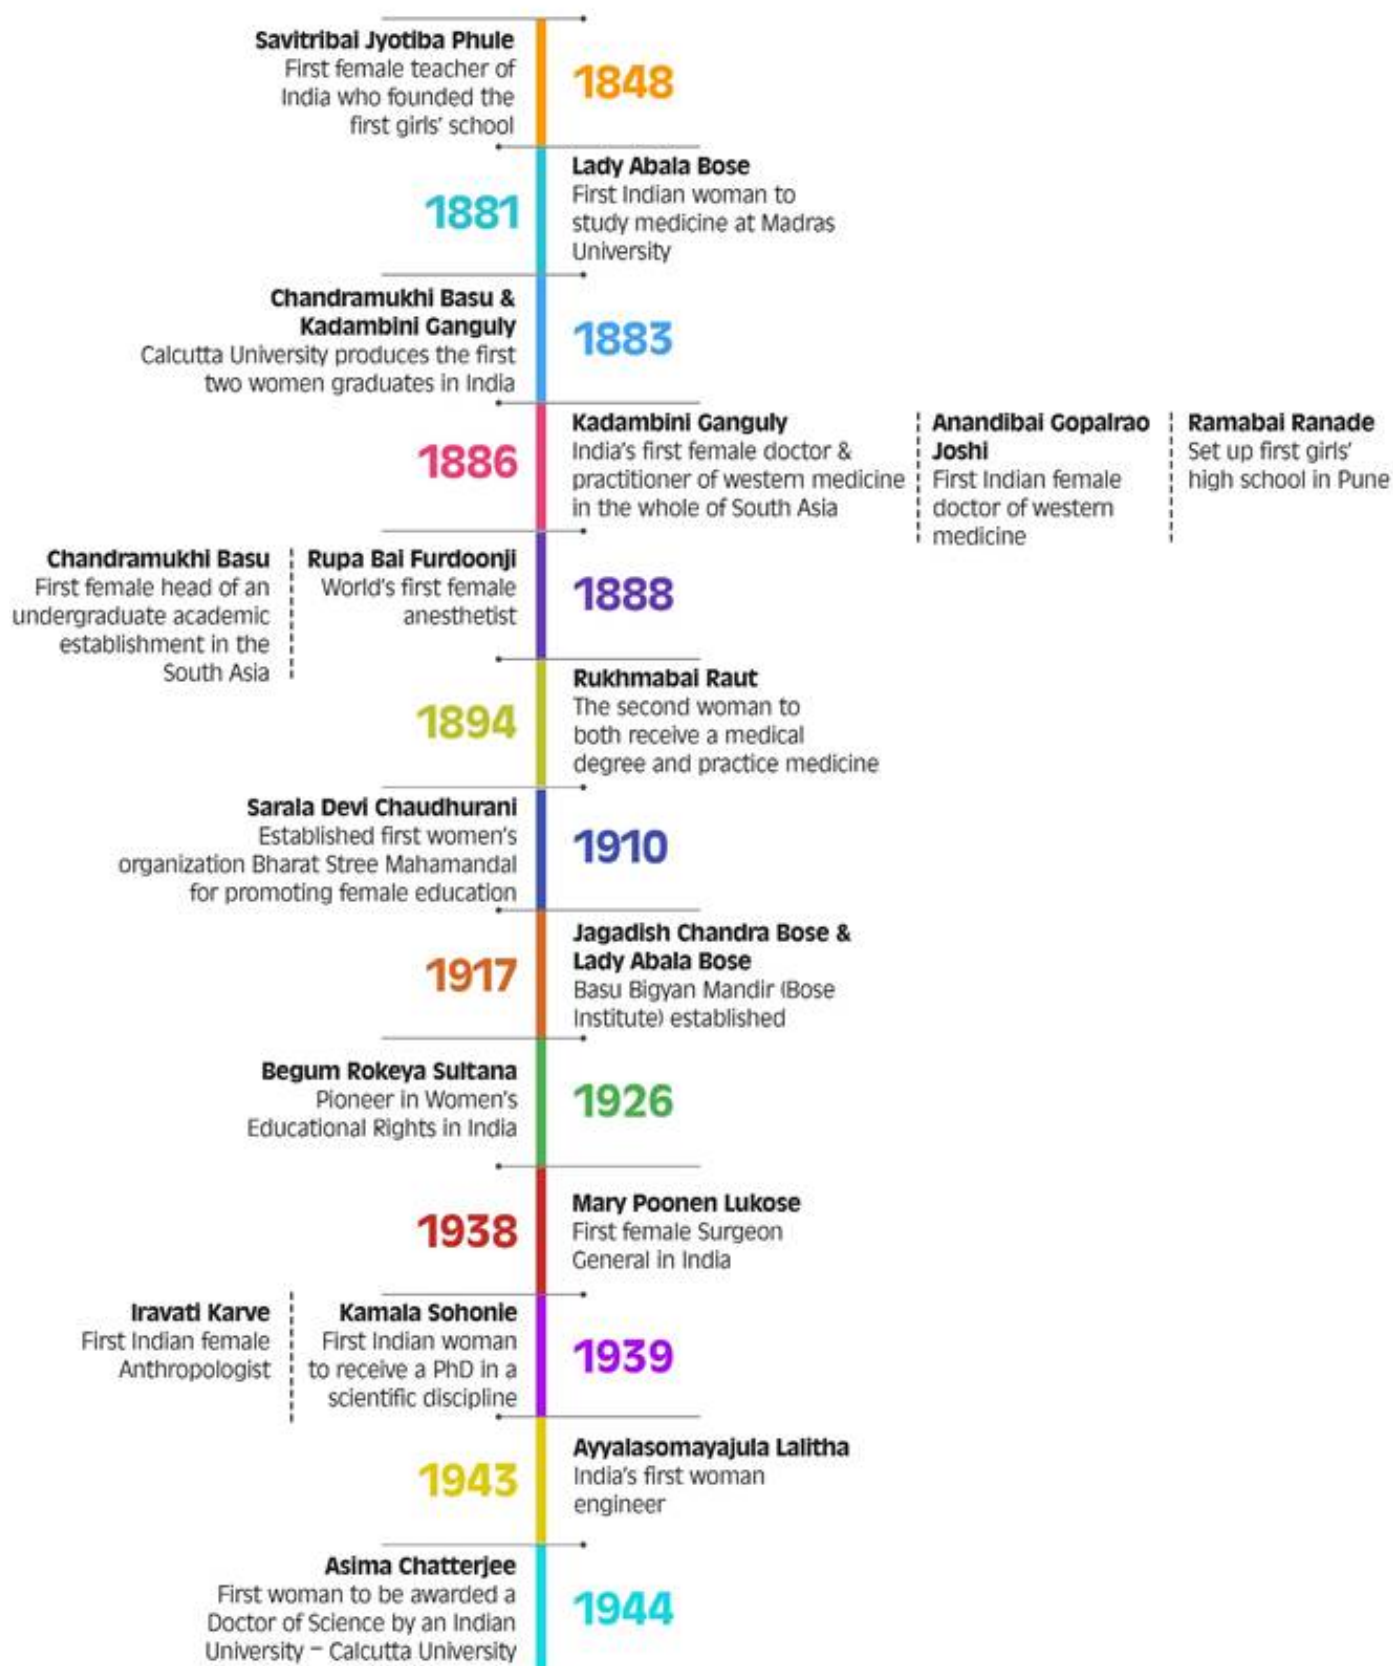 Savitribai Jyotiba Phule
First female teacher of
India who founded the
first girls' school
1848
1881
Lady Abala Bose
First Indian woman to
study medicine at Madras
University
Chandramukhi Basu &
Kadambini Ganguly
Calcutta University produces the first
two women graduates in India
1883
1886
Kadambini Ganguly
India's first female doctor &
practitioner of western medicine
in the whole of South Asia
Anandibai Gopalrao
Joshi
First Indian female
doctor of western
medicine
Ramabai Ranade
Set up first girls'
high school in Pune
Chandramukhi Basu
First female head of an
undergraduate academic
establishment in the
South Asia
Rupa Bai Furdoonji
World's first female
anesthetist
1888
1894
Rukhmabai Raut
The second woman to
both receive a medical
degree and practice medicine
Sarala Devi Chaudhurani
Established first women's
organization Bharat Stree Mahamandal
for promoting female education
1910
1917
Jagadish Chandra Bose &
Lady Abala Bose
Basu Bigyan Mandir (Bose
Institute) established
Begum Rokeya Sultana
Pioneer in Women's
Educational Rights in India
1926
1938
Mary Poonen Lukose
First female Surgeon
General in India
Iravati Karve
First Indian female
Anthropologist
Kamala Sohonie
First Indian woman
to receive a PhD in a
scientific discipline
1939
1943
Ayyalasomayajula Lalitha
India's first woman
engineer
Asima Chatterjee
First woman to be awarded a
Doctor of Science by an Indian
University – Calcutta University
1944